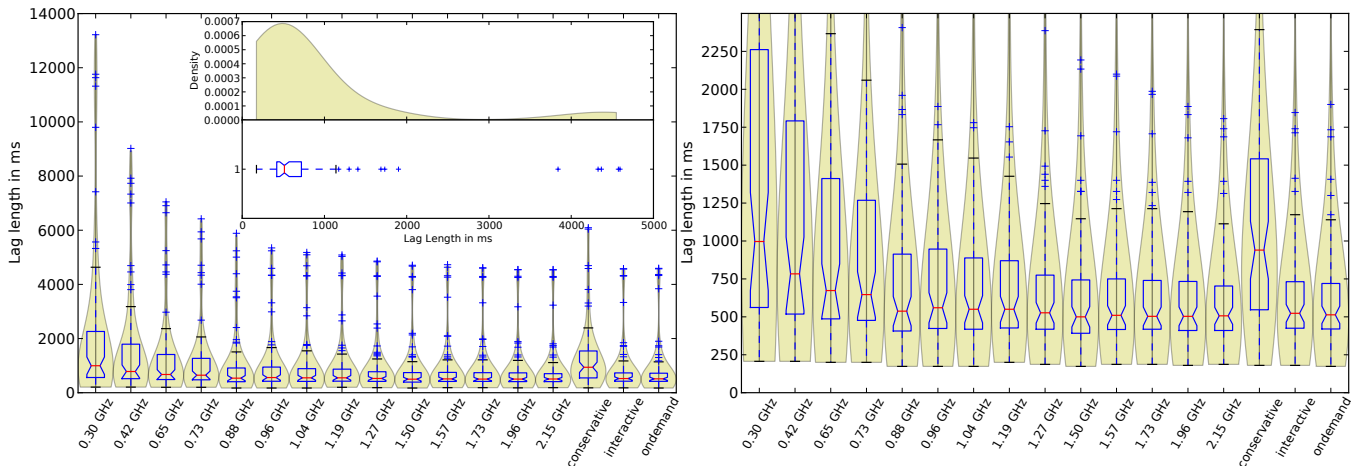 14000
12000
10000
8000
6000
4000
2000
0
Lag length in ms
0.0007
0.0006
0.0005
0.0004
0.0003
0.0002
0.0001
0.0000
Density
1
0
1000
2000
3000
4000
5000
Lag Length in ms
0.30 GHz
0.42 GHz
0.65 GHz
0.73 GHz
0.88 GHz
0.96 GHz
1.04 GHz
1.19 GHz
1.27 GHz
1.50 GHz
1.57 GHz
1.73 GHz
1.96 GHz
2.15 GHz
conservative
interactive
ondemand
2250
2000
1750
1500
1250
1000
750
500
250
0
Lag length in ms
0.30 GHz
0.42 GHz
0.65 GHz
0.73 GHz
0.88 GHz
0.96 GHz
1.04 GHz
1.19 GHz
1.27 GHz
1.50 GHz
1.57 GHz
1.73 GHz
1.96 GHz
2.15 GHz
conservative
interactive
ondemand